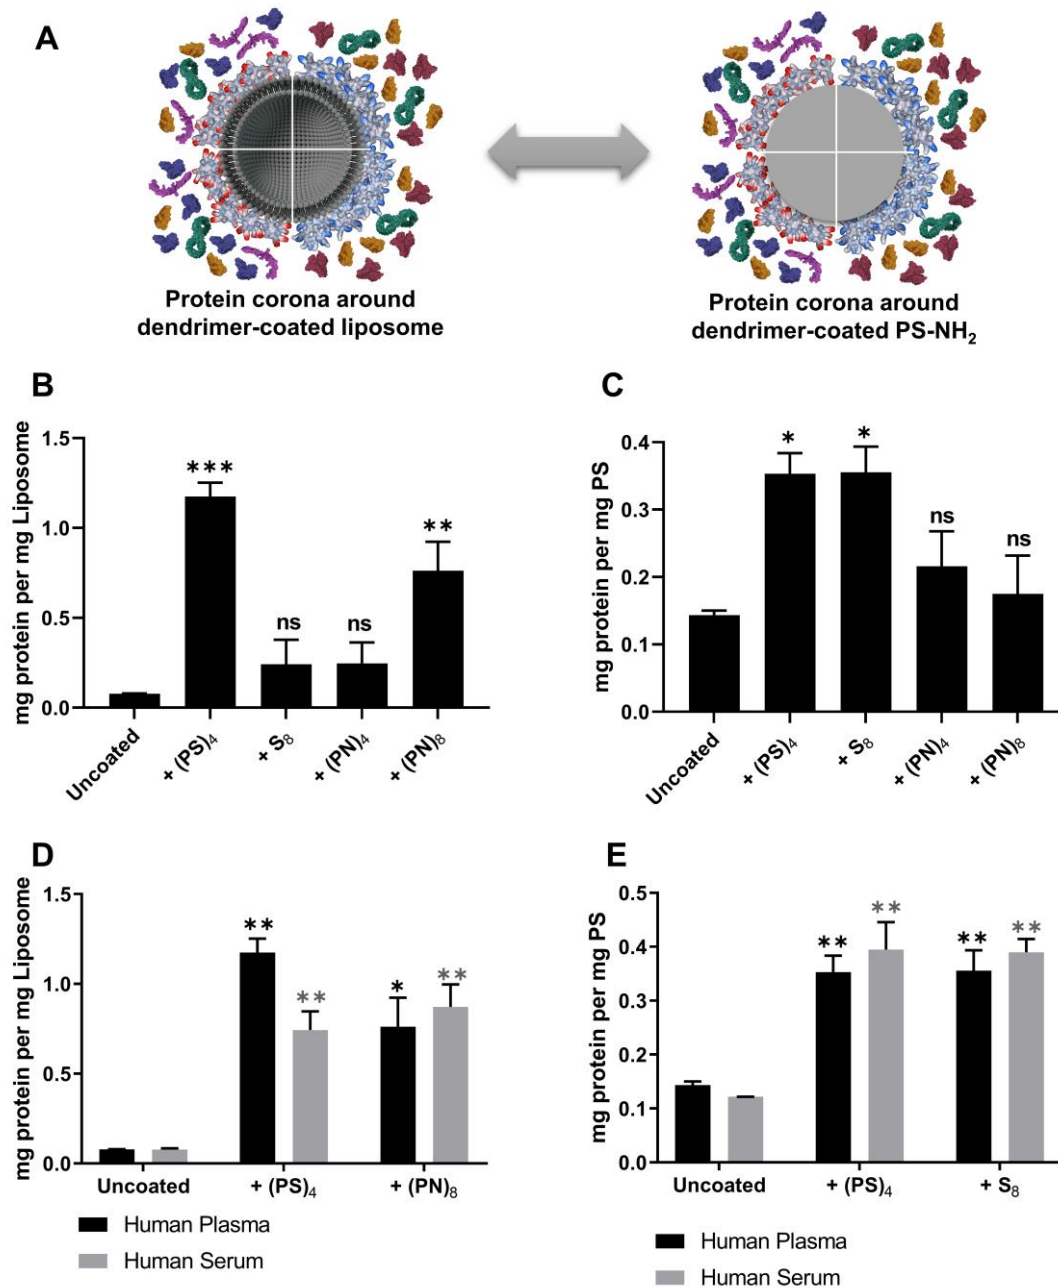 A
Protein corona around
dendrimer-coated liposome
Protein corona around
dendrimer-coated PS-NH₂
B
mg protein per mg Liposome
1.5
1.0
0.5
0.0
***
ns
ns
**
Uncoated
+ (PS)₄
+ S₈
+ (PN)₄
+ (PN)₈
C
mg protein per mg PS
0.4
0.3
0.2
0.1
0.0
*
*
ns
ns
Uncoated
+ (PS)₄
+ S₈
+ (PN)₄
+ (PN)₈
D
mg protein per mg Liposome
1.5
1.0
0.5
0.0
**
**
*
**
Uncoated
+ (PS)₄
+ (PN)₈
Human Plasma
Human Serum
E
mg protein per mg PS
0.5
0.4
0.3
0.2
0.1
0.0
**
**
**
**
Uncoated
+ (PS)₄
+ S₈
Human Plasma
Human Serum